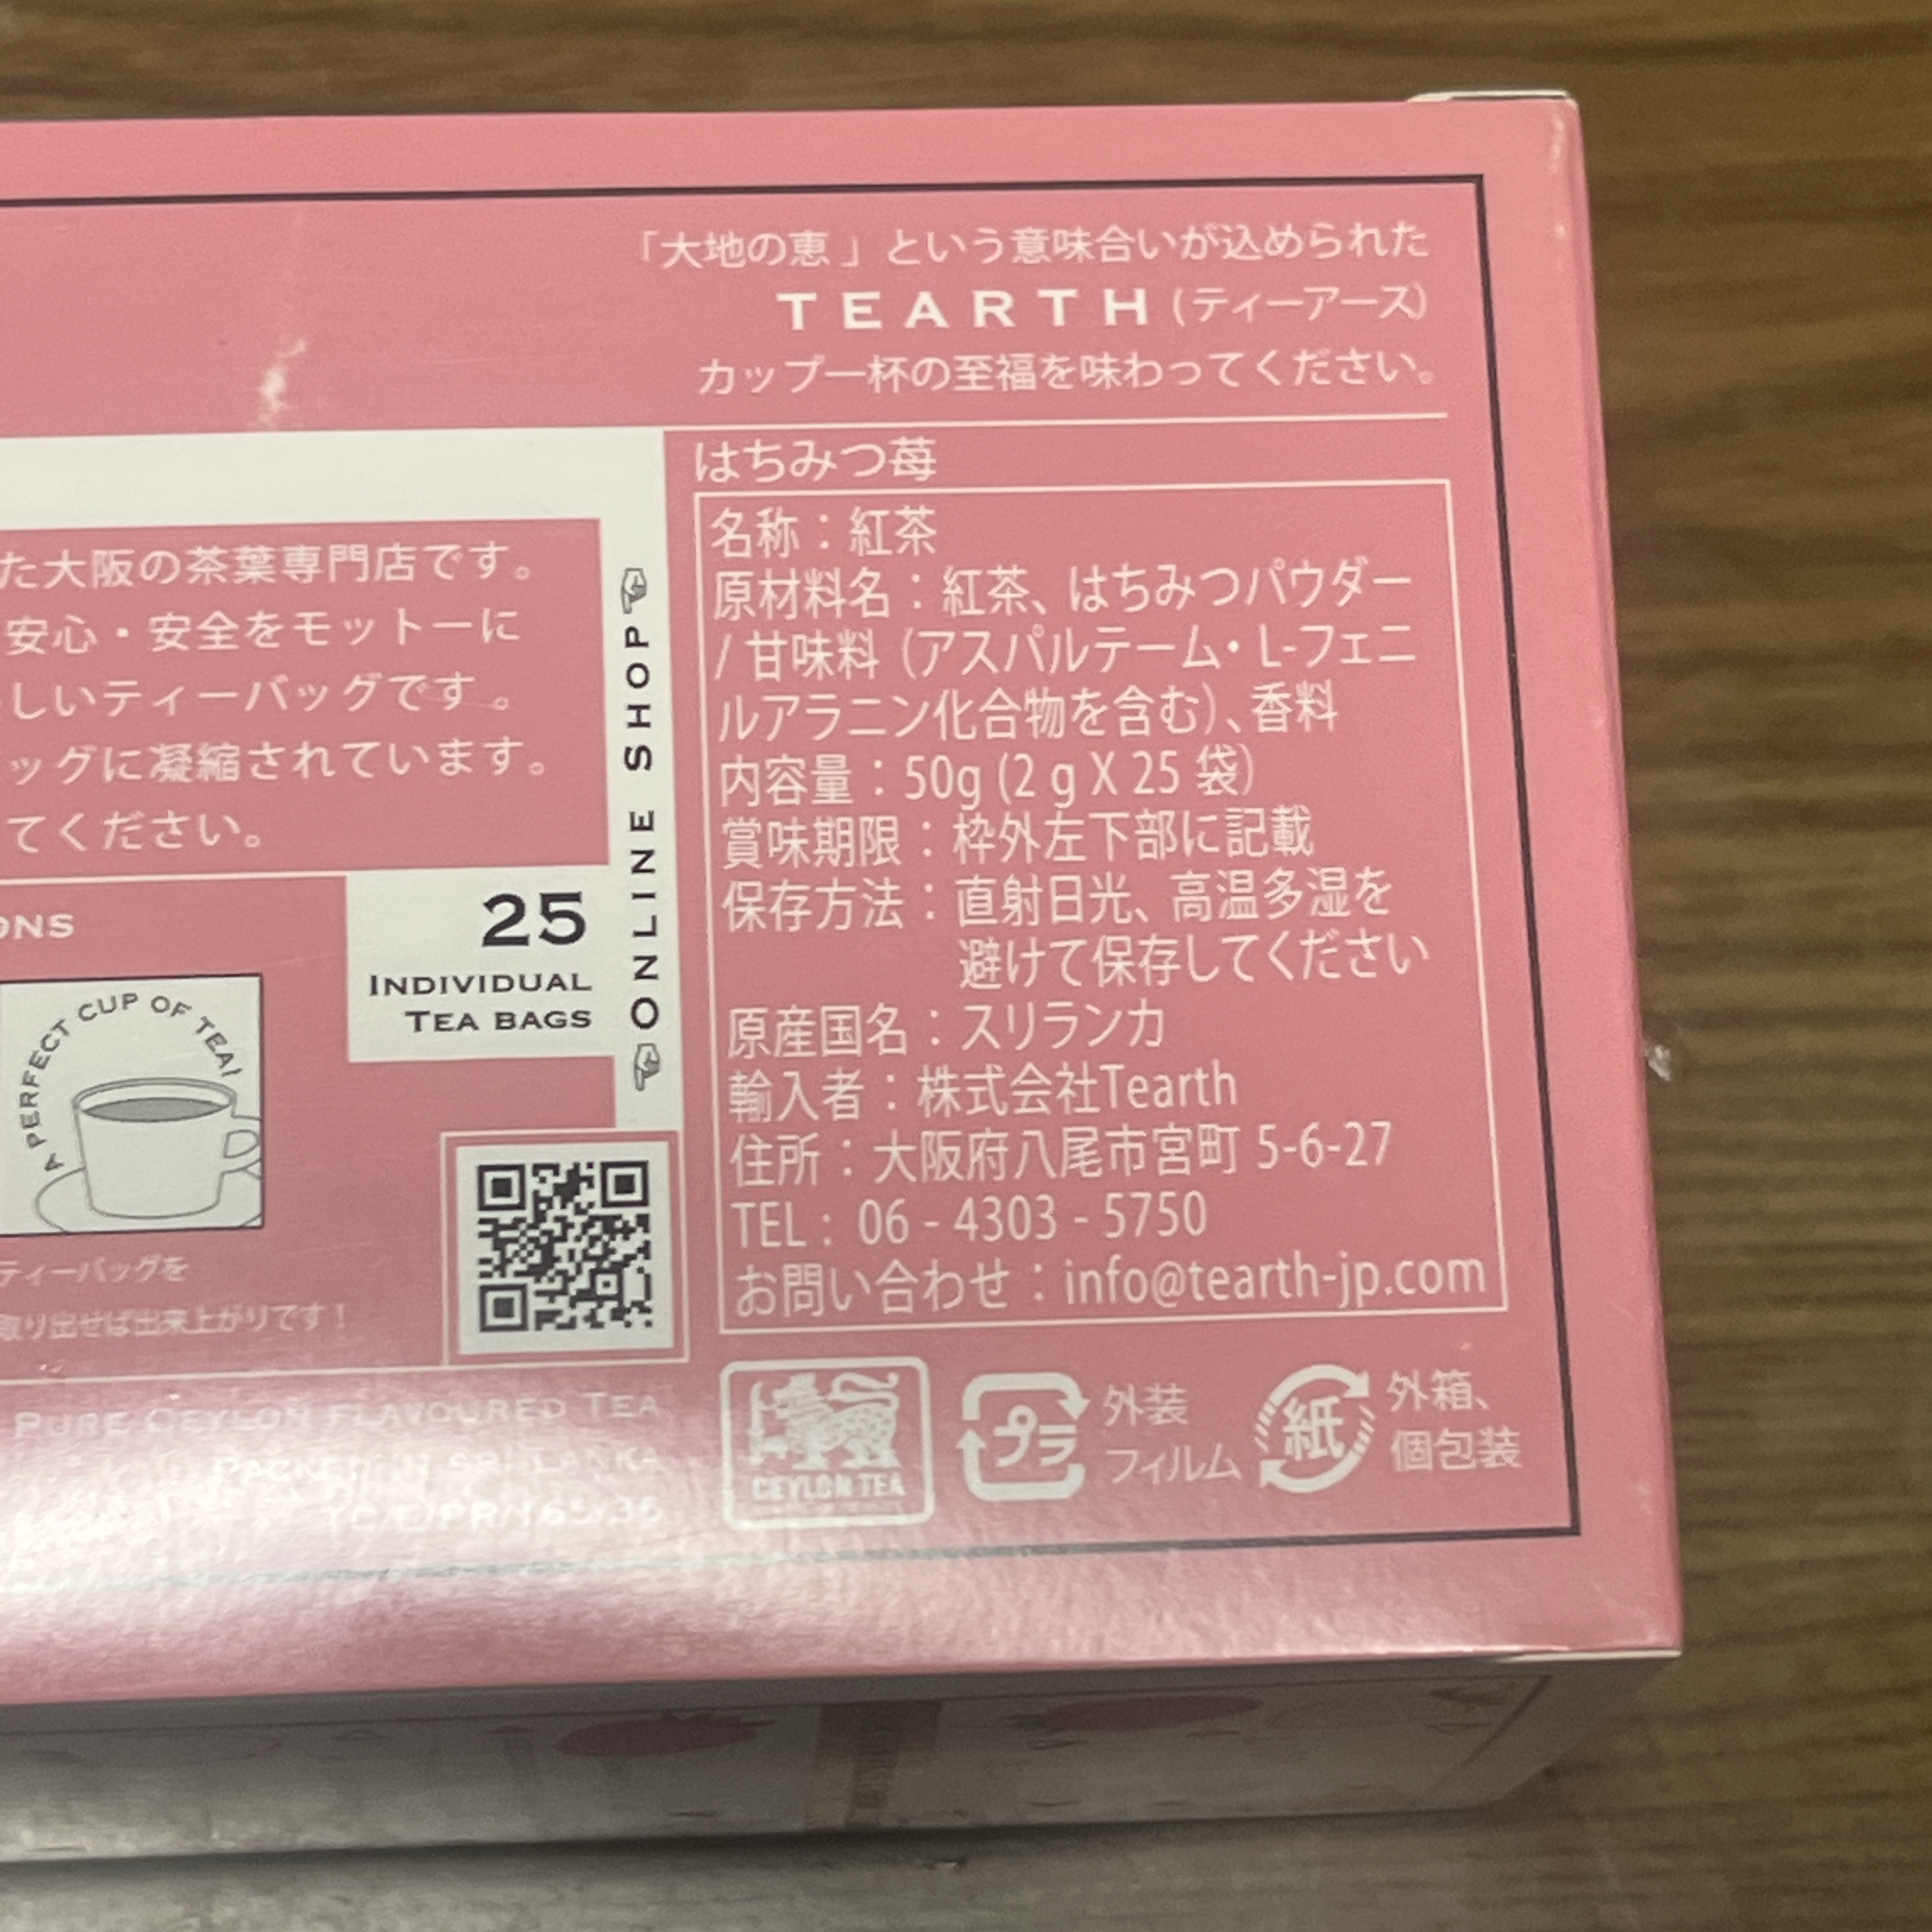 「大地の恵」という意味合いが込められた
TEARTH(ティーアース)
カップ一杯の至福を味わってください。
た大阪の茶葉専門店です。
安心・安全をモットーに
しいティーバッグです。
ッグに凝縮されています。
てください。
ONS
25
INDIVIDUAL
TEA BAGS
A PERFECT CUP OF TEA!
ティーバッグを
取り出せば出来上がりです!
ONLINE SHOP
はちみつ苺
名称:紅茶
原材料名:紅茶、はちみつパウダー
/甘味料(アスパルテーム・L-フェニ
ルアラニン化合物を含む)、香料
内容量:50g (2 g X 25 袋)
賞味期限:枠外左下部に記載
保存方法:直射日光、高温多湿を
避けて保存してください
原産国名:スリランカ
輸入者:株式会社Tearth
住所:大阪府八尾市宮町 5-6-27
TEL: 06 - 4303 - 5750
お問い合わせ:info@tearth-jp.com
PURE CEYLON FLAVOURED TEA
PACKED IN SRI LANKA
CEYLON TEA
プラ
外装
フィルム
紙
外箱、
個包装